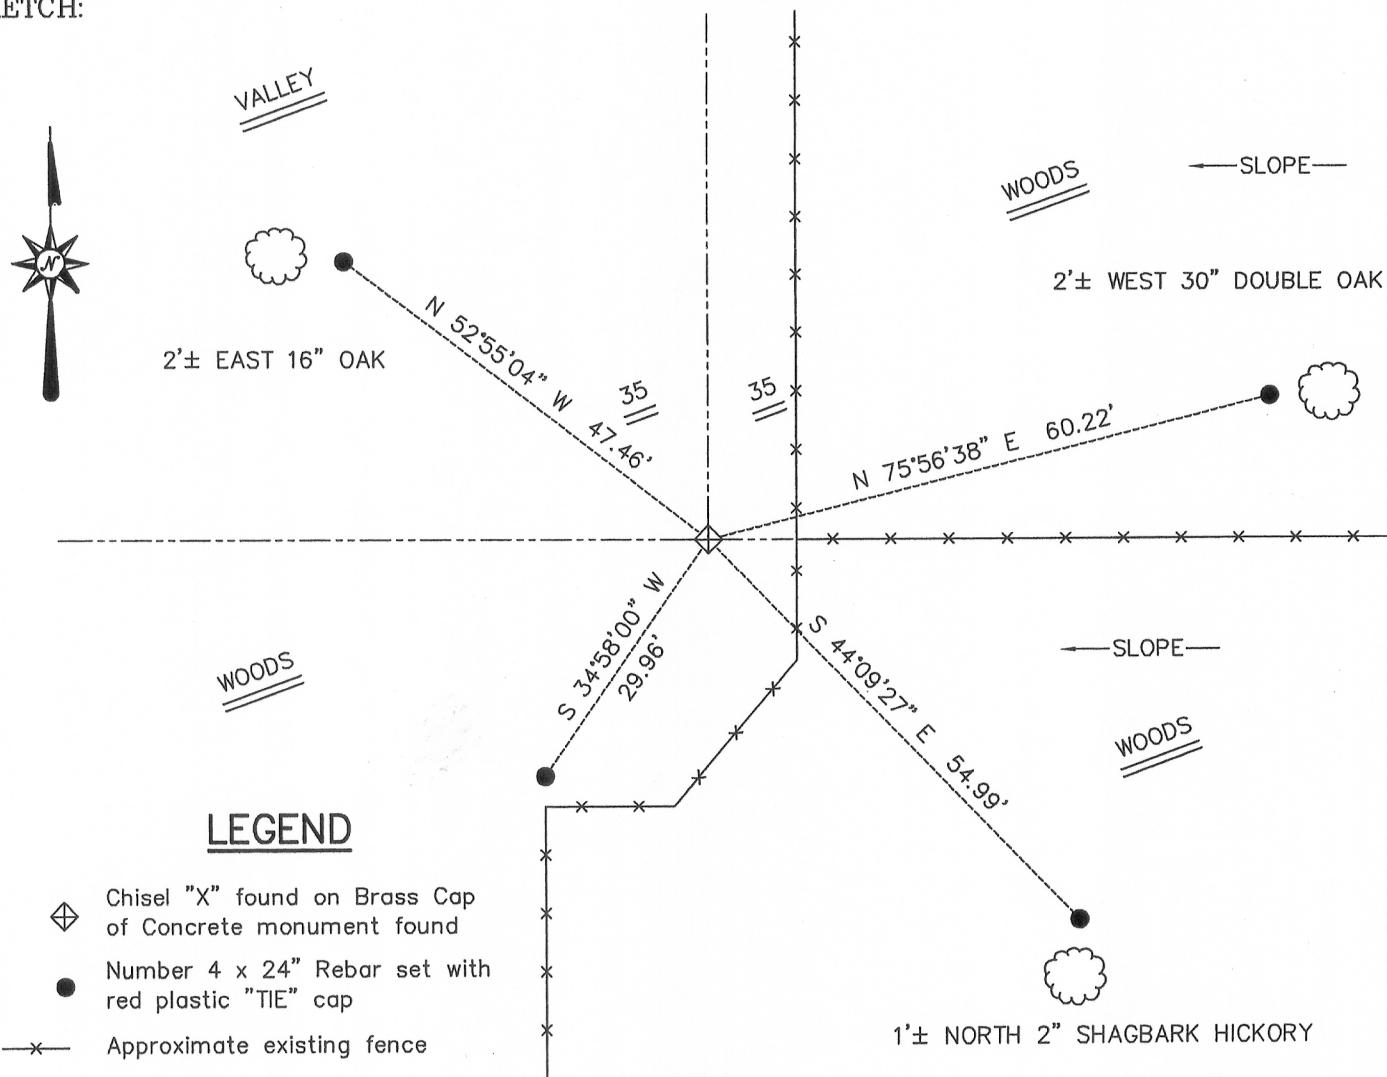 ETCH:
VALLEY
WOODS
←SLOPE—
N
2'± WEST 30" DOUBLE OAK
2'± EAST 16" OAK
N 52°55'04" W 47.46'
35
35
N 75°56'38" E 60.22'
S 34°58'00" W
29.96'
S 44°09'27" E 54.99'
←SLOPE—
WOODS
WOODS
LEGEND
Chisel "X" found on Brass Cap
of Concrete monument found
Number 4 x 24" Rebar set with
red plastic "TIE" cap
Approximate existing fence
1'± NORTH 2" SHAGBARK HICKORY